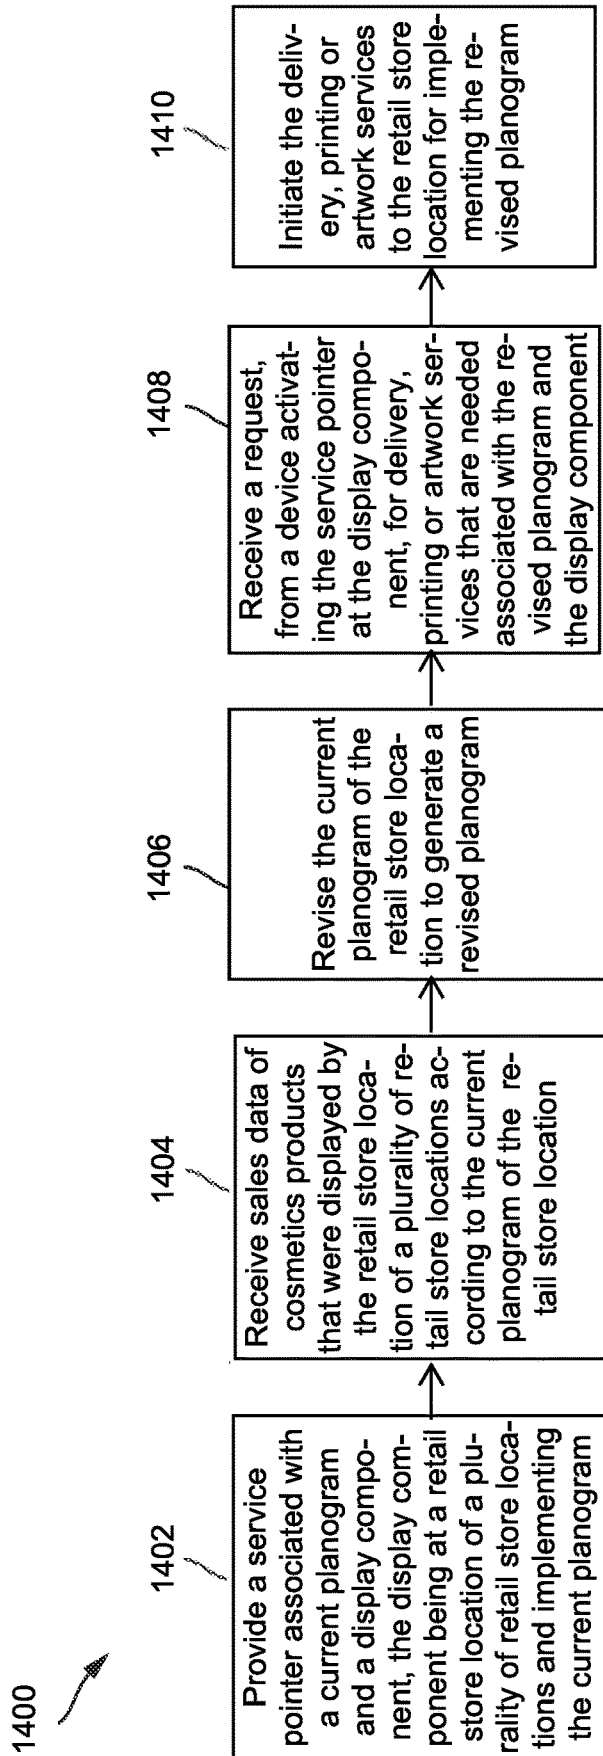 1400
1402
Provide a service
pointer associated with
a current planogram
and a display compo-
nent, the display com-
ponent being at a retail
store location of a plu-
rality of retail store loca-
tions and implementing
the current planogram
1404
Receive sales data of
cosmetics products
that were displayed by
the retail store loca-
tion of a plurality of re-
tail store locations ac-
cording to the current
planogram of the re-
tail store location
1406
Revise the current
planogram of the
retail store loca-
tion to generate a
revised planogram
1408
Receive a request,
from a device activat-
ing the service pointer
at the display compo-
nent, for delivery,
printing or artwork ser-
vices that are needed
associated with the re-
vised planogram and
the display component
1410
Initiate the deliv-
ery, printing or
artwork services
to the retail store
location for imple-
menting the re-
vised planogram